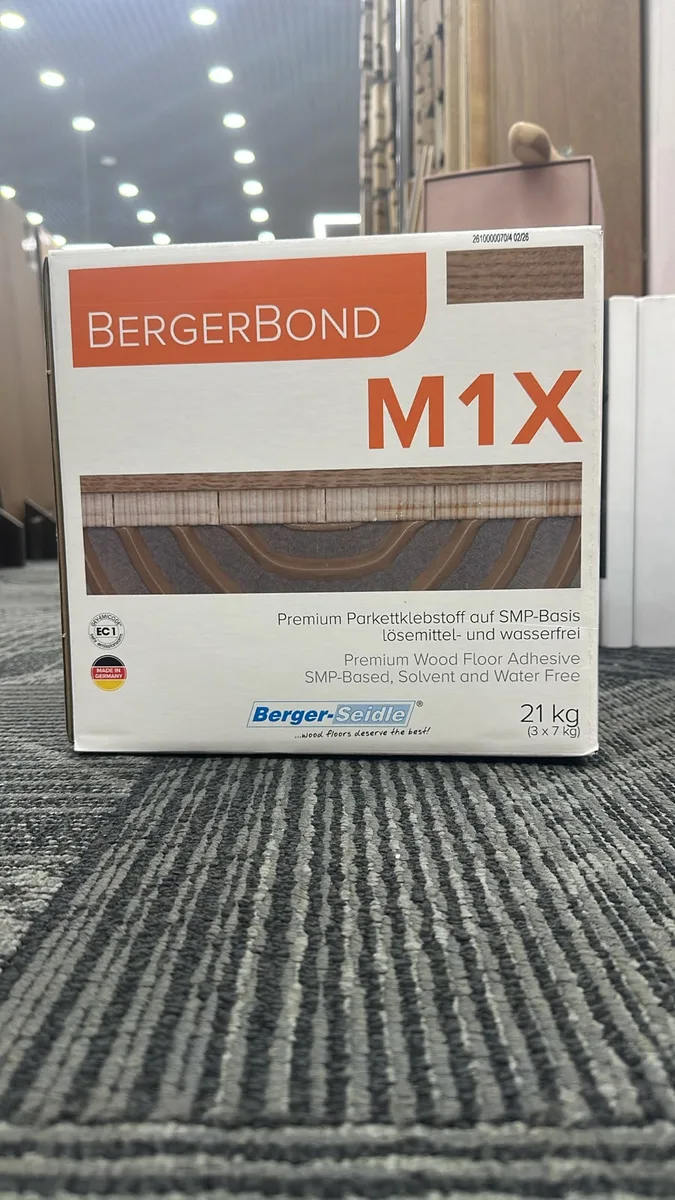 2610000070/4 02/26
BERGERBOND
M1X
Premium Parkettklebstoff auf SMP-Basis
lösemittel- und wasserfrei
EC1
Premium Wood Floor Adhesive
SMP-Based, Solvent and Water Free
MADE IN
GERMANY
Berger-Seidle®
...wood floors deserve the best!
21 kg
(3 x 7 kg)